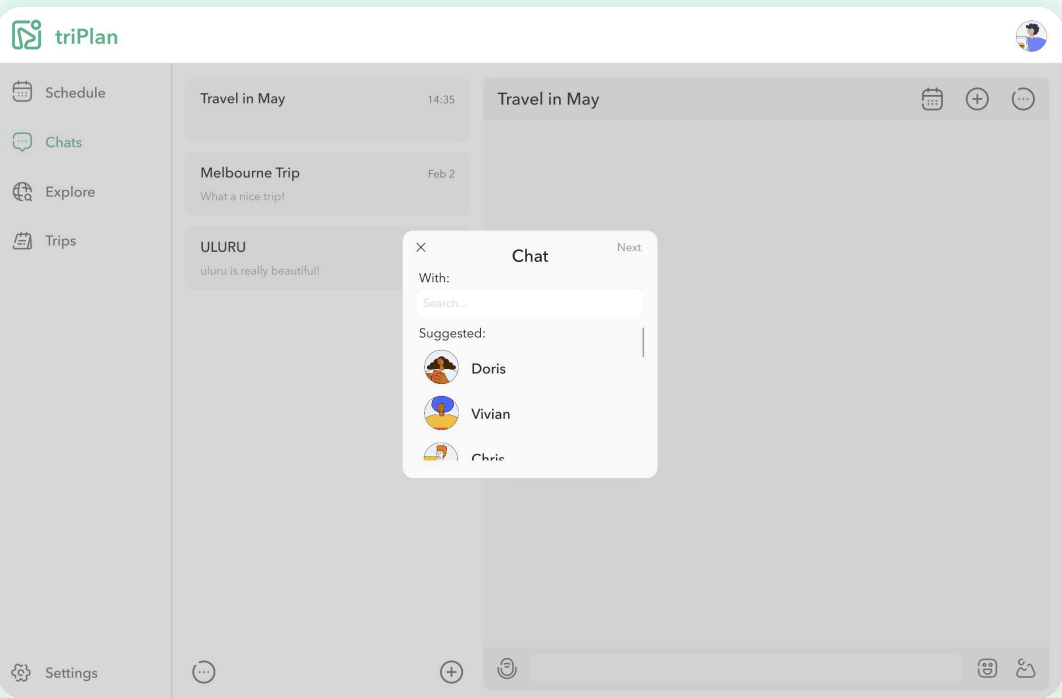 triPlan
Schedule
Chats
Explore
Trips
Settings
Travel in May 14:35
Melbourne Trip Feb 2
What a nice trip!
ULURU
uluru is really beautiful!
Travel in May
Next
Chat
With:
Search...
Suggested:
Doris
Vivian
Chris